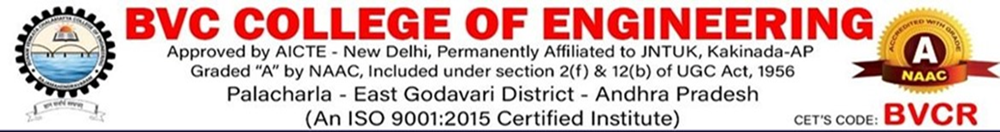 BVC COLLEGE OF ENGINEERING
Approved by AICTE - New Delhi, Permanently Affiliated to JNTUK, Kakinada-AP
Graded “A” by NAAC, Included under section 2(f) & 12(b) of UGC Act, 1956
Palacharla - East Godavari District - Andhra Pradesh
(An ISO 9001:2015 Certified Institute)
ACCREDITED WITH GRADE
A
NAAC
CET'S CODE: BVCR